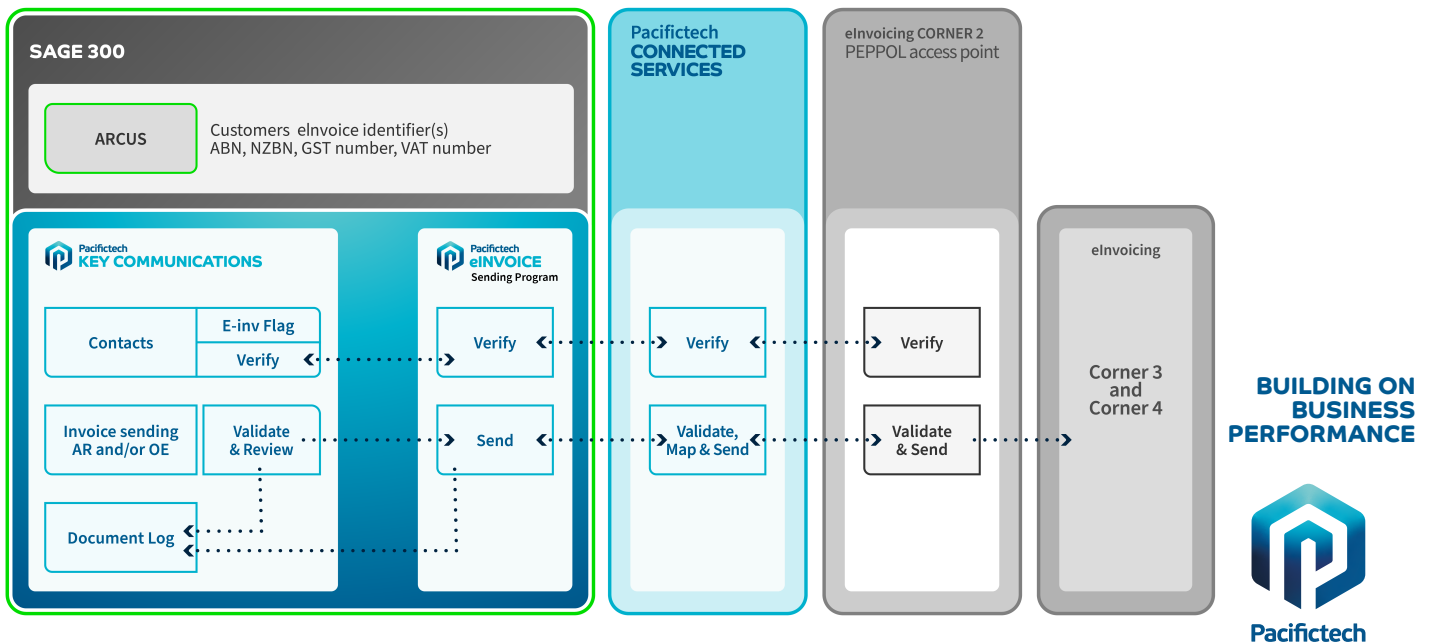 SAGE 300
ARCUS
Customers eInvoice identifier(s)
ABN, NZBN, GST number, VAT number
Pacifictech
KEY COMMUNICATIONS
Contacts
E-inv Flag
Verify
Invoice sending
AR and/or OE
Validate
& Review
Document Log
Pacifictech
eINVOICE
Sending Program
Verify
Send
Pacifictech
CONNECTED
SERVICES
Verify
Validate,
Map & Send
eInvoicing CORNER 2
PEPPOL access point
Verify
Validate
& Send
eInvoicing
Corner 3
and
Corner 4
BUILDING ON
BUSINESS
PERFORMANCE
Pacifictech